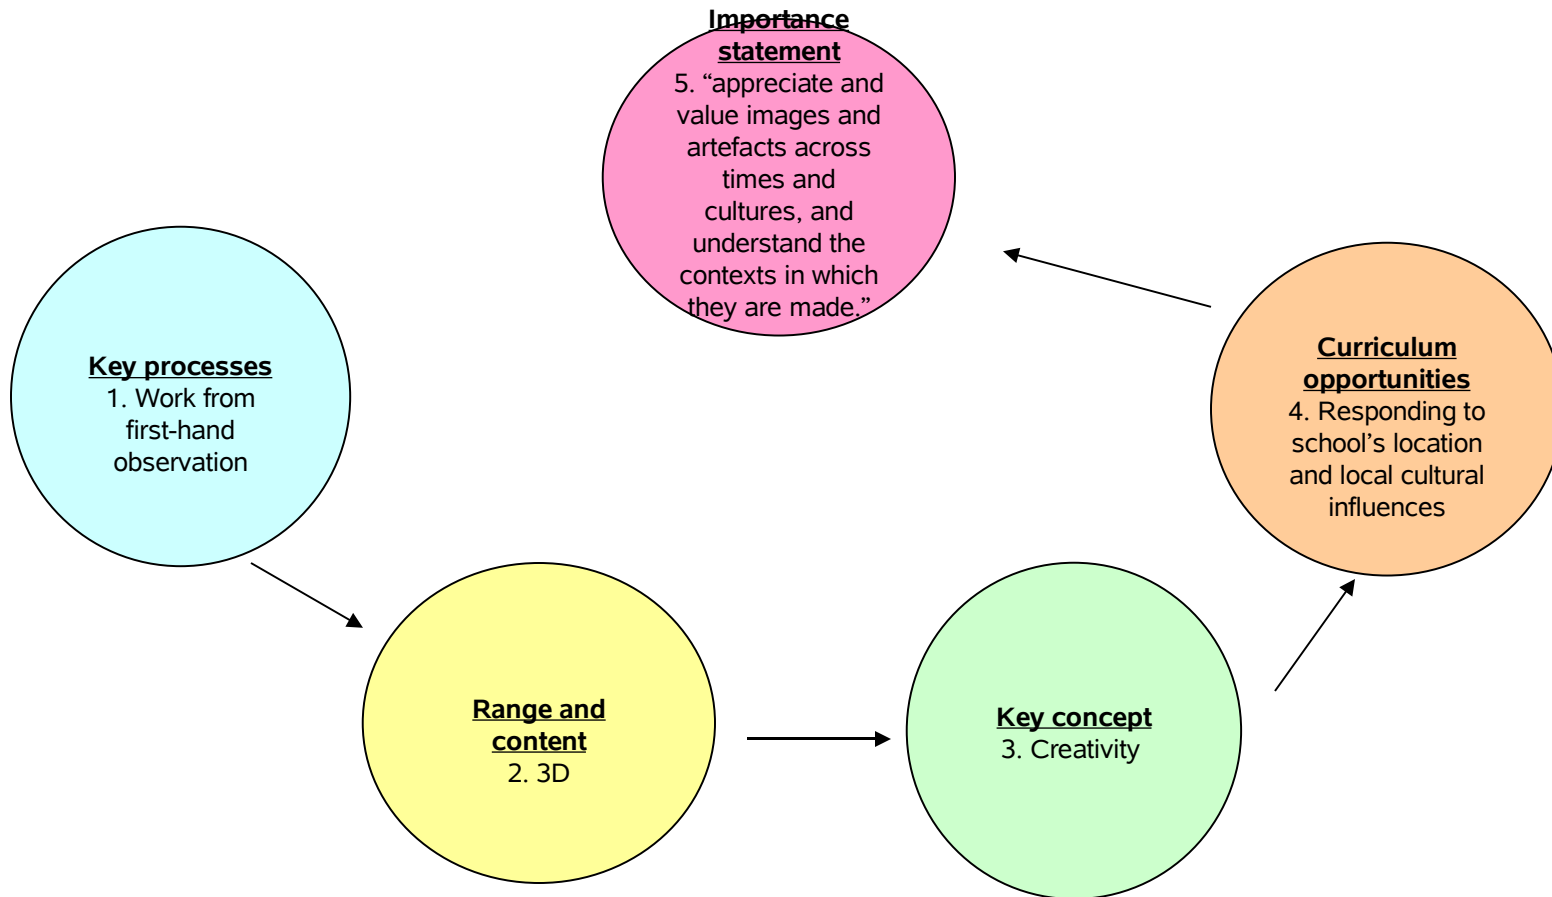 Importance
statement
5. “appreciate and
value images and
artefacts across
times and
cultures, and
understand the
contexts in which
they are made.”
Key processes
1. Work from
first-hand
observation
Curriculum
opportunities
4. Responding to
school’s location
and local cultural
influences
Range and
content
2. 3D
Key concept
3. Creativity